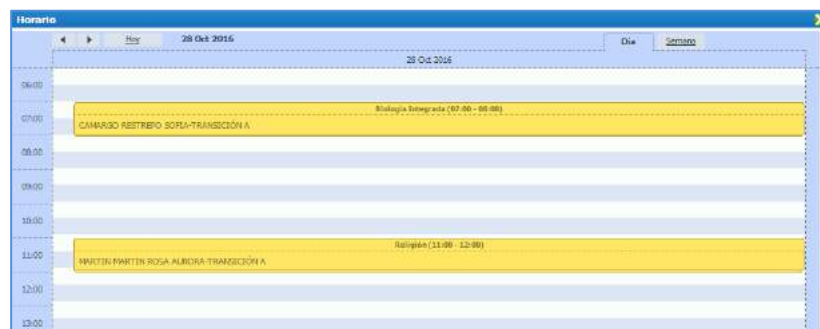 Horario
Hoy 28 Oct 2016 Dia Semana
28 Oct 2016
06:00
Biología Integrada (07:00 - 08:00)
07:00
CAMARGO RESTREPO SOFIA-TRANSICIÓN A
08:00
09:00
10:00
Religión (11:00 - 12:00)
11:00
MARTIN MARTIN ROSA AURORA-TRANSICIÓN A
12:00
13:00